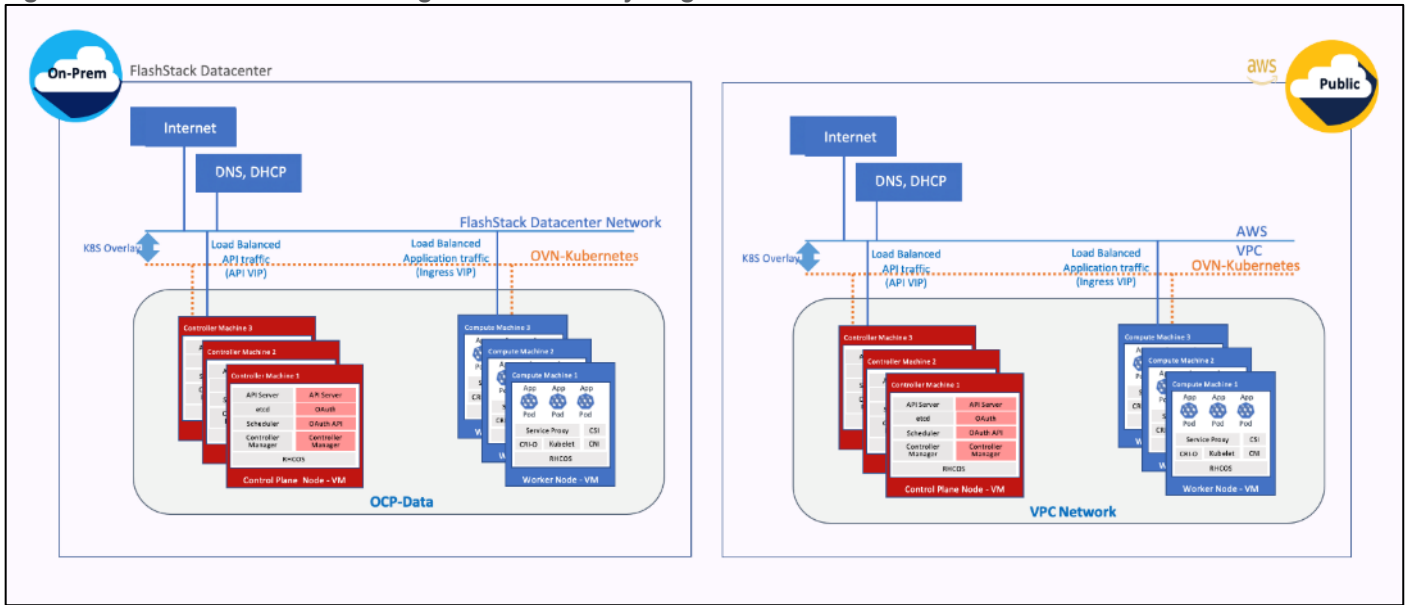 On-Prem
FlashStack Datacenter
Internet
DNS, DHCP
FlashStack Datacenter Network
K8S Overlay
Load Balanced
API traffic
(API VIP)
Load Balanced
Application traffic
(Ingress VIP)
OVN-Kubernetes
Controller Machine 3
Controller Machine 2
Controller Machine 1
API Server
API Server
etcd
OAuth
Scheduler
OAuth API
Controller
Manager
Controller
Manager
RHCOS
Control Plane Node - VM
Compute Machine 3
Compute Machine 2
Compute Machine 1
App
App
App
Pod
Pod
Pod
Service Proxy
CSI
CRI-O
Kubelet
CNI
RHCOS
Worker Node - VM
OCP-Data
aws
Public
Internet
DNS, DHCP
AWS
VPC
K8S Overlay
Load Balanced
API traffic
(API VIP)
Load Balanced
Application traffic
(Ingress VIP)
OVN-Kubernetes
Controller Machine 3
Controller Machine 2
Controller Machine 1
API Server
API Server
etcd
OAuth
Scheduler
OAuth API
Controller
Manager
Controller
Manager
RHCOS
Control Plane Node - VM
Compute Machine 3
Compute Machine 2
Compute Machine 1
App
App
App
Pod
Pod
Pod
Service Proxy
CSI
CRI-O
Kubelet
CNI
RHCOS
Worker Node - VM
VPC Network